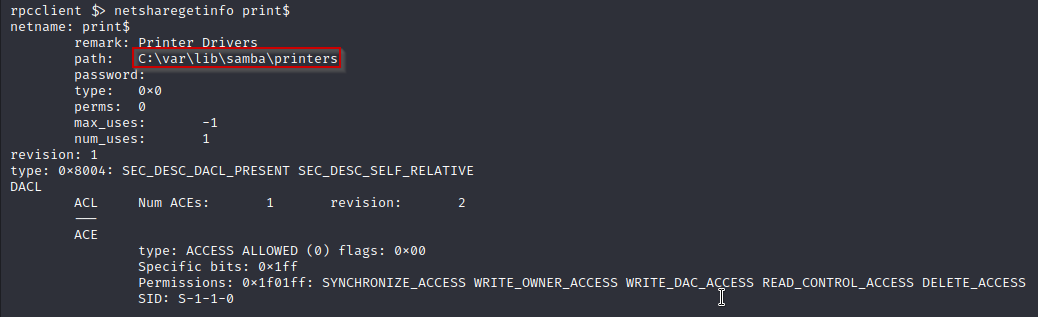 rpcclient $> netsharegetinfo print$
netname: print$
        remark: Printer Drivers
        path:   C:\var\lib\samba\printers
        password:
        type:   0×0
        perms:  0
        max_uses:       -1
        num_uses:       1
revision: 1
type: 0×8004: SEC_DESC_DACL_PRESENT SEC_DESC_SELF_RELATIVE
DACL
        ACL     Num ACEs:       1       revision:       2
        ---
        ACE
                type: ACCESS ALLOWED (0) flags: 0×00
                Specific bits: 0×1ff
                Permissions: 0×1f01ff: SYNCHRONIZE_ACCESS WRITE_OWNER_ACCESS WRITE_DAC_ACCESS READ_CONTROL_ACCESS DELETE_ACCESS
                SID: S-1-1-0